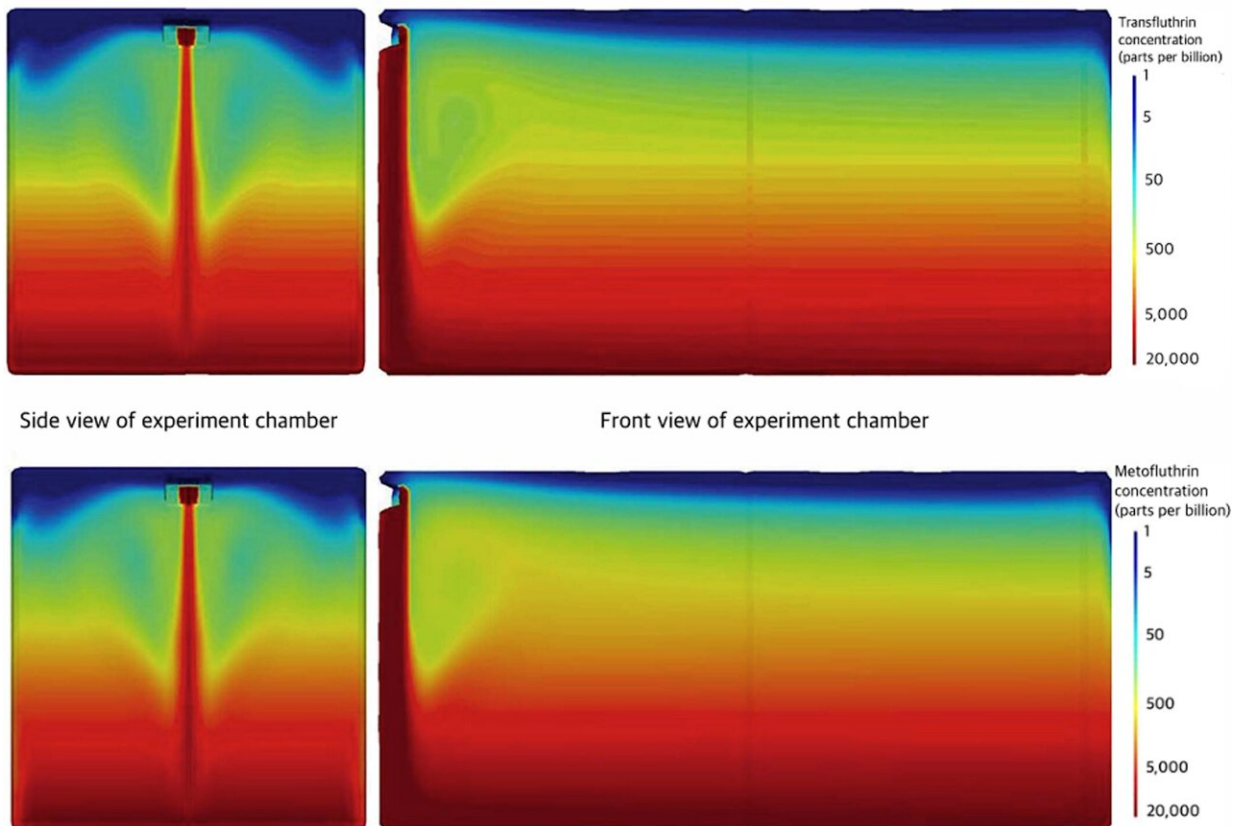 Transfluthrin
concentration
(parts per billion)
1
5
50
500
5,000
20,000
Side view of experiment chamber
Front view of experiment chamber
Metofluthrin
concentration
(parts per billion)
1
5
50
500
5,000
20,000